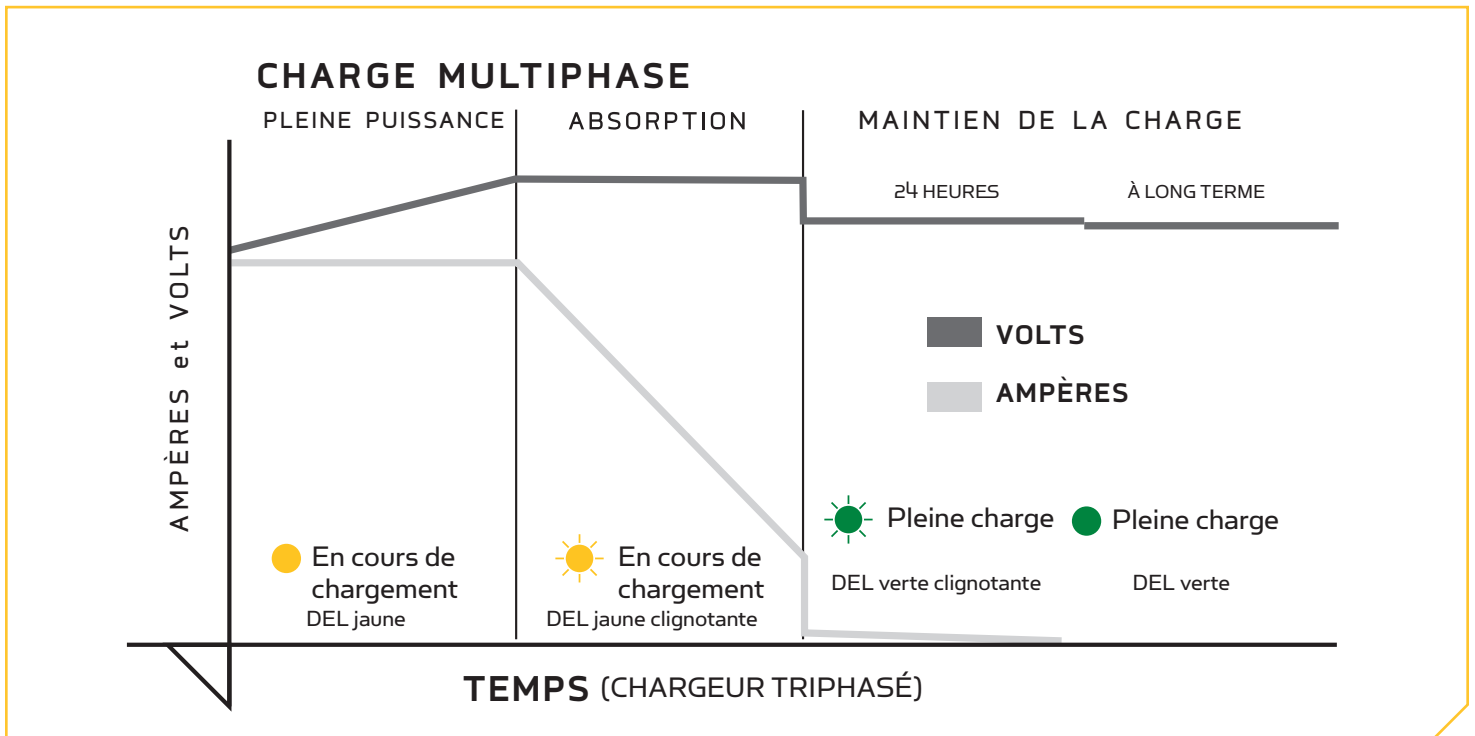 CHARGE MULTIPHASE
PLEINE PUISSANCE
ABSORPTION
MAINTIEN DE LA CHARGE
24 HEURES
À LONG TERME
AMPÈRES et VOLTS
VOLTS
AMPÈRES
En cours de
chargement
DEL jaune
En cours de
chargement
DEL jaune clignotante
Pleine charge
DEL verte clignotante
Pleine charge
DEL verte
TEMPS (CHARGEUR TRIPHASÉ)